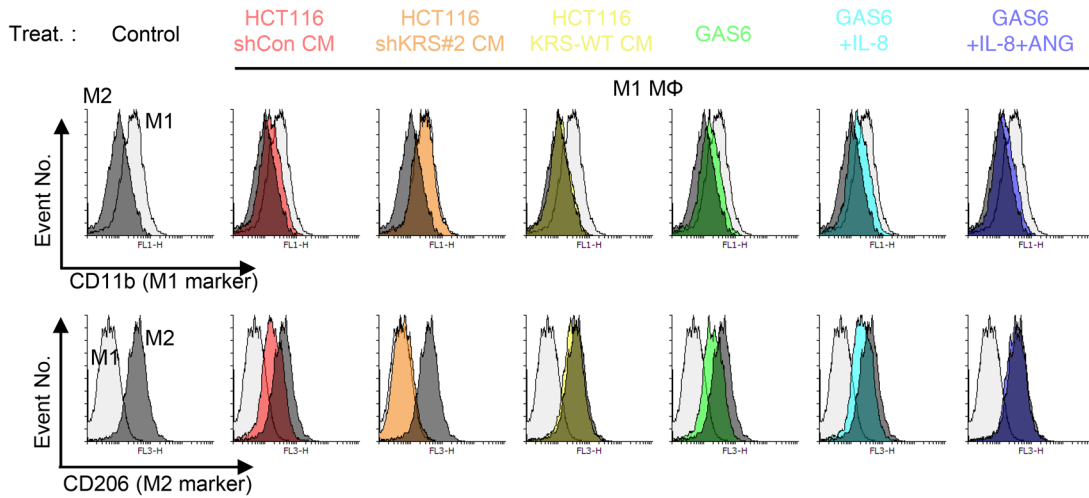 Treat. : Control
HCT116
shCon CM
HCT116
shKRS#2 CM
HCT116
KRS-WT CM
GAS6
GAS6
+IL-8
GAS6
+IL-8+ANG
M1 MΦ
M2
M1
Event No.
FL1-H
FL1-H
FL1-H
FL1-H
FL1-H
FL1-H
FL1-H
CD11b (M1 marker)
M1
M2
Event No.
FL3-H
FL3-H
FL3-H
FL3-H
FL3-H
FL3-H
FL3-H
CD206 (M2 marker)